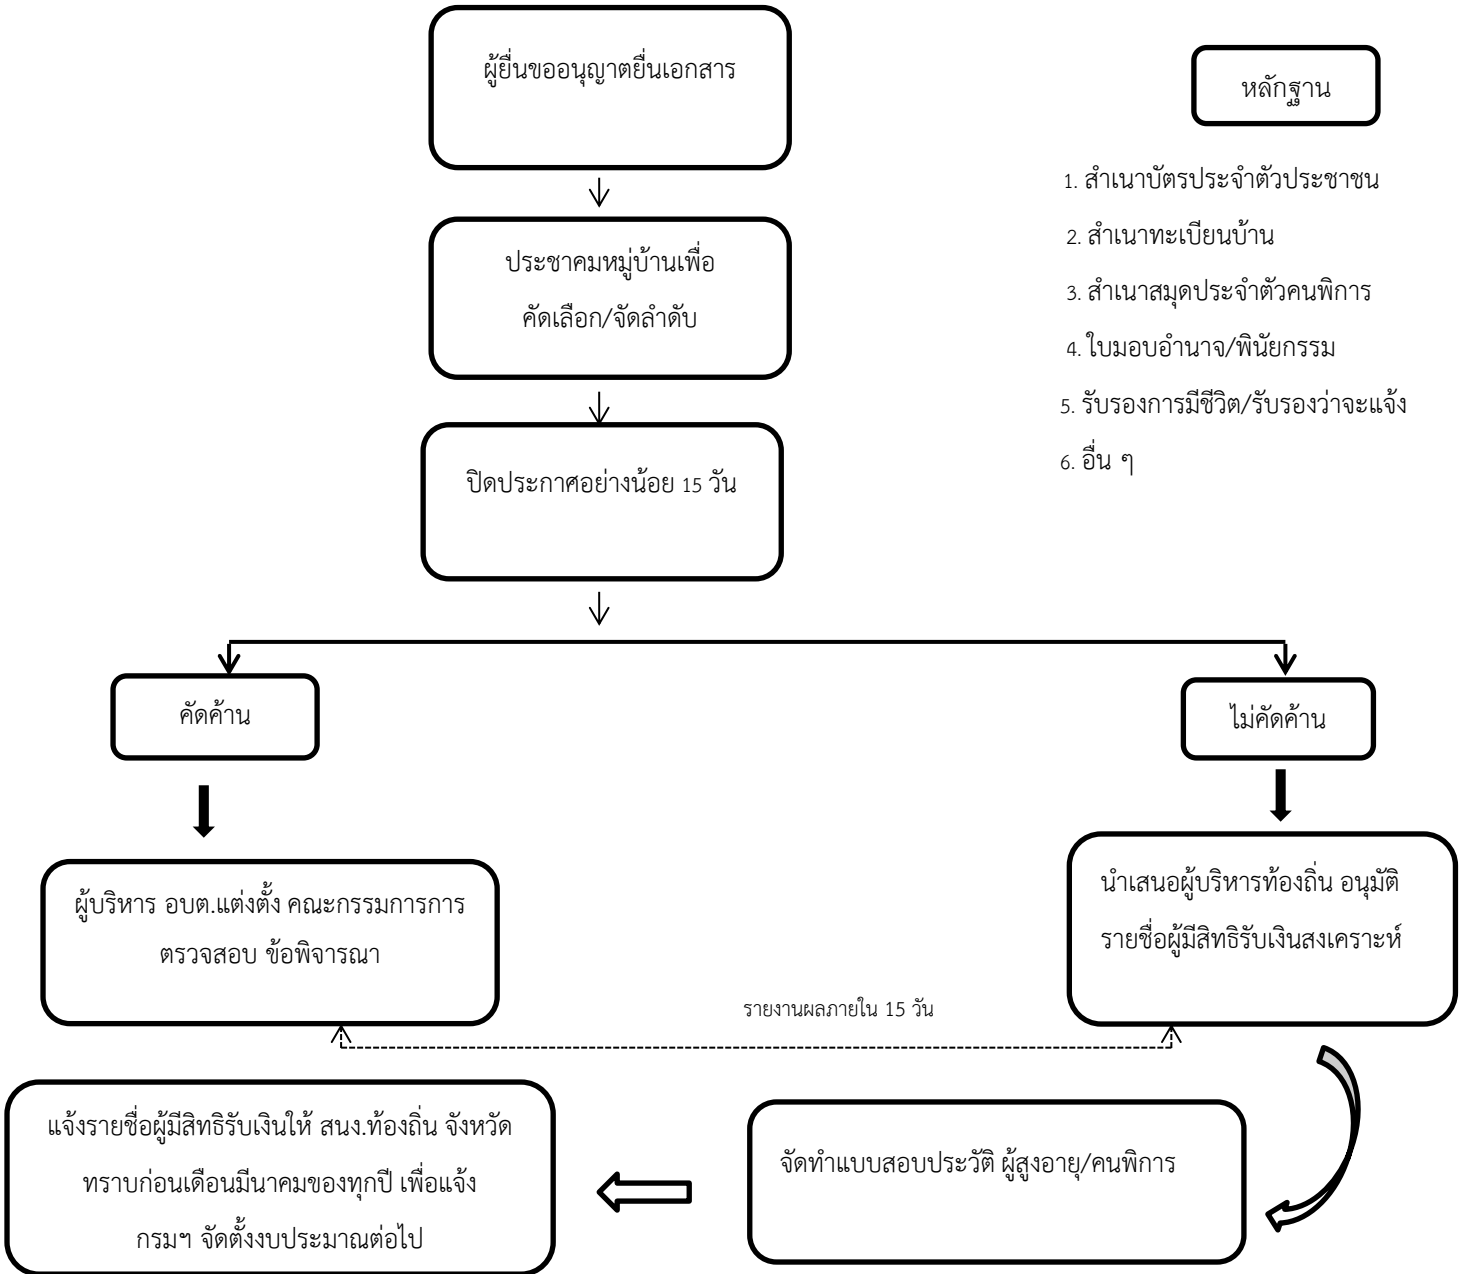 ผู้ยื่นขออนุญาตยื่นเอกสาร
หลักฐาน
1. สำเนาบัตรประจำตัวประชาชน
2. สำเนาทะเบียนบ้าน
3. สำเนาสมุดประจำตัวคนพิการ
4. ใบมอบอำนาจ/พินัยกรรม
5. รับรองการมีชีวิต/รับรองว่าจะแจ้ง
6. อื่น ๆ
ประชาคมหมู่บ้านเพื่อ
คัดเลือก/จัดลำดับ
ปิดประกาศอย่างน้อย 15 วัน
คัดค้าน
ไม่คัดค้าน
ผู้บริหาร อบต.แต่งตั้ง คณะกรรมการการ
ตรวจสอบ ข้อพิจารณา
นำเสนอผู้บริหารท้องถิ่น อนุมัติ
รายชื่อผู้มีสิทธิรับเงินสงเคราะห์
รายงานผลภายใน 15 วัน
แจ้งรายชื่อผู้มีสิทธิรับเงินให้ สนง.ท้องถิ่น จังหวัด
ทราบก่อนเดือนมีนาคมของทุกปี เพื่อแจ้ง
กรมฯ จัดตั้งงบประมาณต่อไป
จัดทำแบบสอบประวัติ ผู้สูงอายุ/คนพิการ